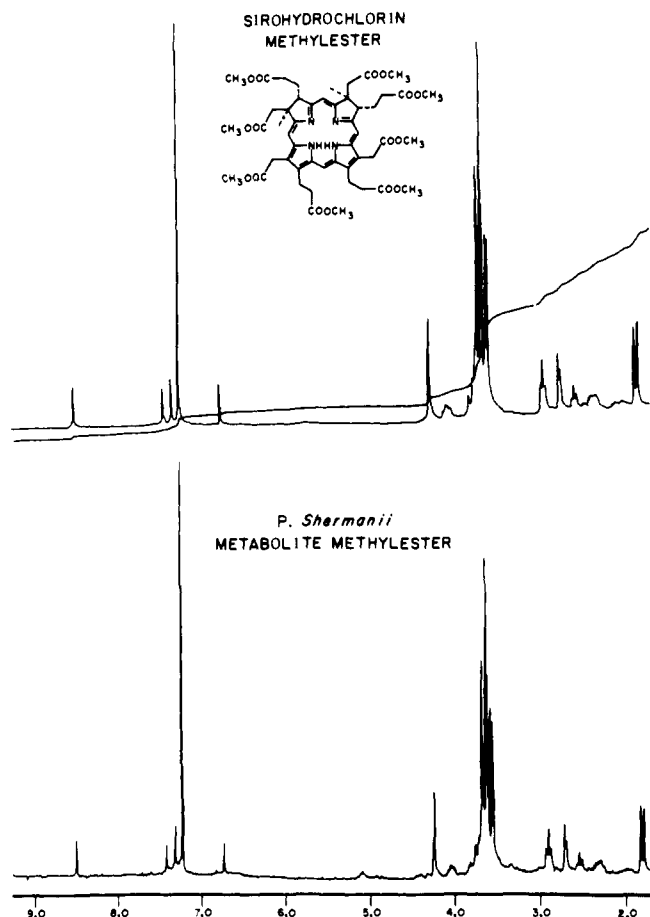 SIROHYDROCHLORIN
METHYLESTER
CH3OOC COOCH3
CH3OOC COOCH3
N N
NHHN
CH3OOC COOCH3
CH3OOC COOCH3
COOCH3
P. Shermanii
METABOLITE METHYLESTER
9.0 8.0 7.0 6.0 5.0 4.0 3.0 2.0